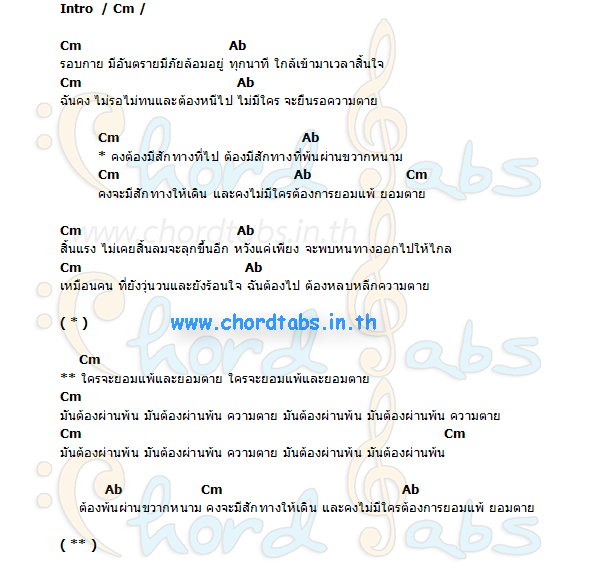 Intro / Cm /
Cm Ab
รอบกาย มีอันตรายมีภัยล้อมอยู่ ทุกนาที ใกล้เข้ามาเวลาสิ้นใจ
Cm Ab
ฉันคง ไม่รอไม่ทนและต้องหนีไป ไม่มีใคร จะยืนรอความตาย
Cm Ab
* คงต้องมีสักทางที่ไป ต้องมีสักทางที่พ้นผ่านขวากหนาม
Cm Ab Cm
คงจะมีสักทางให้เดิน และคงไม่มีใครต้องการยอมแพ้ ยอมตาย
www.chordtabs.in.th
Cm Ab
สิ้นแรง ไม่เคยสิ้นลมจะลุกขึ้นอีก หวังแค่เพียง จะพบหนทางออกไปให้ไกล
Cm Ab
เหมือนคน ที่ยังวุ่นวนและยังร้อนใจ ฉันต้องไป ต้องหลบหลีกความตาย
( * ) www.chordtabs.in.th
Cm
** ใครจะยอมแพ้และยอมตาย ใครจะยอมแพ้และยอมตาย
Cm
มันต้องผ่านพ้น มันต้องผ่านพ้น ความตาย มันต้องผ่านพ้น มันต้องผ่านพ้น ความตาย
Cm Cm
มันต้องผ่านพ้น มันต้องผ่านพ้น ความตาย มันต้องผ่านพ้น มันต้องผ่านพ้น
Ab Cm Ab
ต้องพ้นผ่านขวากหนาม คงจะมีสักทางให้เดิน และคงไม่มีใครต้องการยอมแพ้ ยอมตาย
( ** )